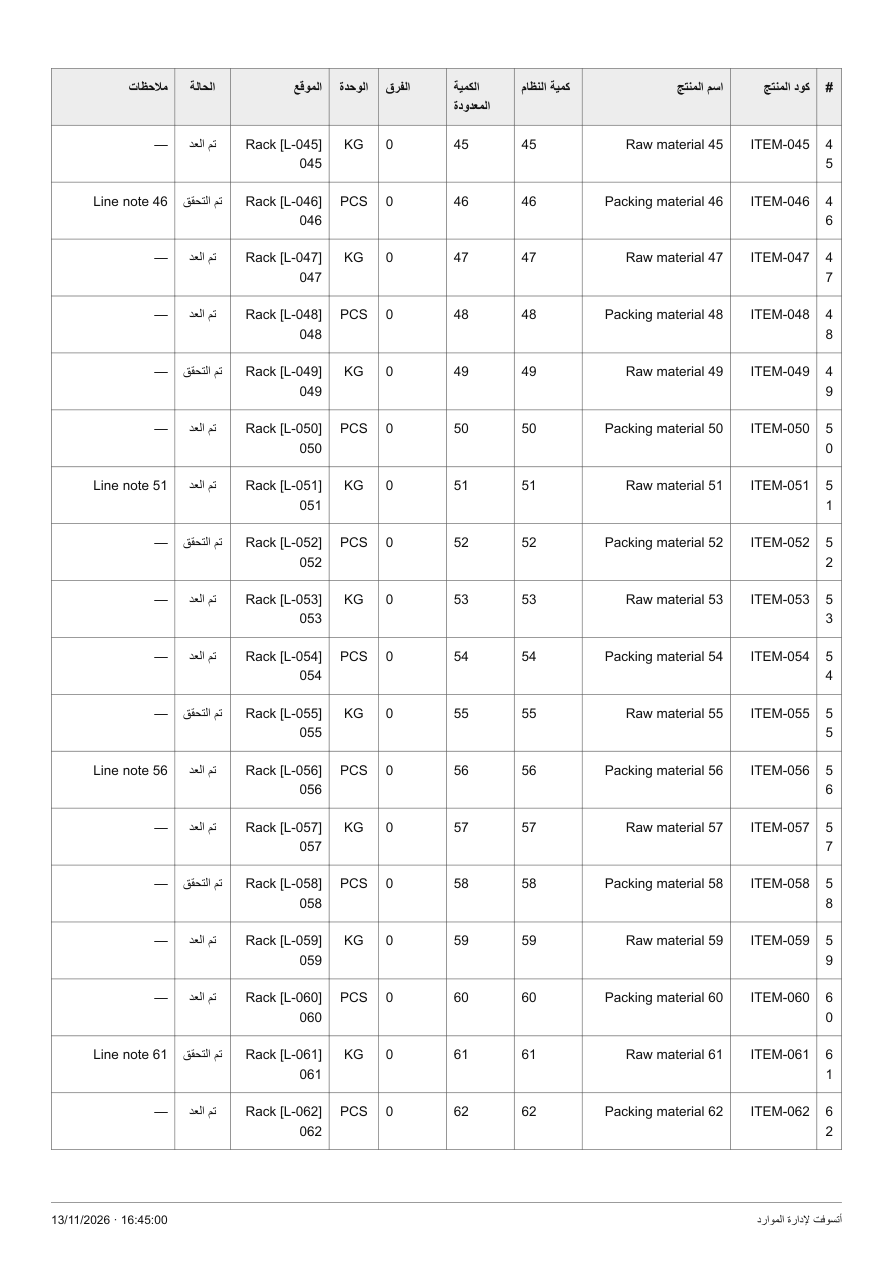 # كود المنتج اسم المنتج كمية النظام الكمية المعدودة الفرق الوحدة الموقع الحالة ملاحظات
45 ITEM-045 Raw material 45 45 45 0 KG Rack [L-045] 045 تم العد —
46 ITEM-046 Packing material 46 46 46 0 PCS Rack [L-046] 046 تم التحقق Line note 46
47 ITEM-047 Raw material 47 47 47 0 KG Rack [L-047] 047 تم العد —
48 ITEM-048 Packing material 48 48 48 0 PCS Rack [L-048] 048 تم العد —
49 ITEM-049 Raw material 49 49 49 0 KG Rack [L-049] 049 تم التحقق —
50 ITEM-050 Packing material 50 50 50 0 PCS Rack [L-050] 050 تم العد —
51 ITEM-051 Raw material 51 51 51 0 KG Rack [L-051] 051 تم العد Line note 51
52 ITEM-052 Packing material 52 52 52 0 PCS Rack [L-052] 052 تم التحقق —
53 ITEM-053 Raw material 53 53 53 0 KG Rack [L-053] 053 تم العد —
54 ITEM-054 Packing material 54 54 54 0 PCS Rack [L-054] 054 تم العد —
55 ITEM-055 Raw material 55 55 55 0 KG Rack [L-055] 055 تم التحقق —
56 ITEM-056 Packing material 56 56 56 0 PCS Rack [L-056] 056 تم العد Line note 56
57 ITEM-057 Raw material 57 57 57 0 KG Rack [L-057] 057 تم العد —
58 ITEM-058 Packing material 58 58 58 0 PCS Rack [L-058] 058 تم التحقق —
59 ITEM-059 Raw material 59 59 59 0 KG Rack [L-059] 059 تم العد —
60 ITEM-060 Packing material 60 60 60 0 PCS Rack [L-060] 060 تم العد —
61 ITEM-061 Raw material 61 61 61 0 KG Rack [L-061] 061 تم التحقق Line note 61
62 ITEM-062 Packing material 62 62 62 0 PCS Rack [L-062] 062 تم العد —
أتسوفت لإدارة الموارد
13/11/2026 · 16:45:00